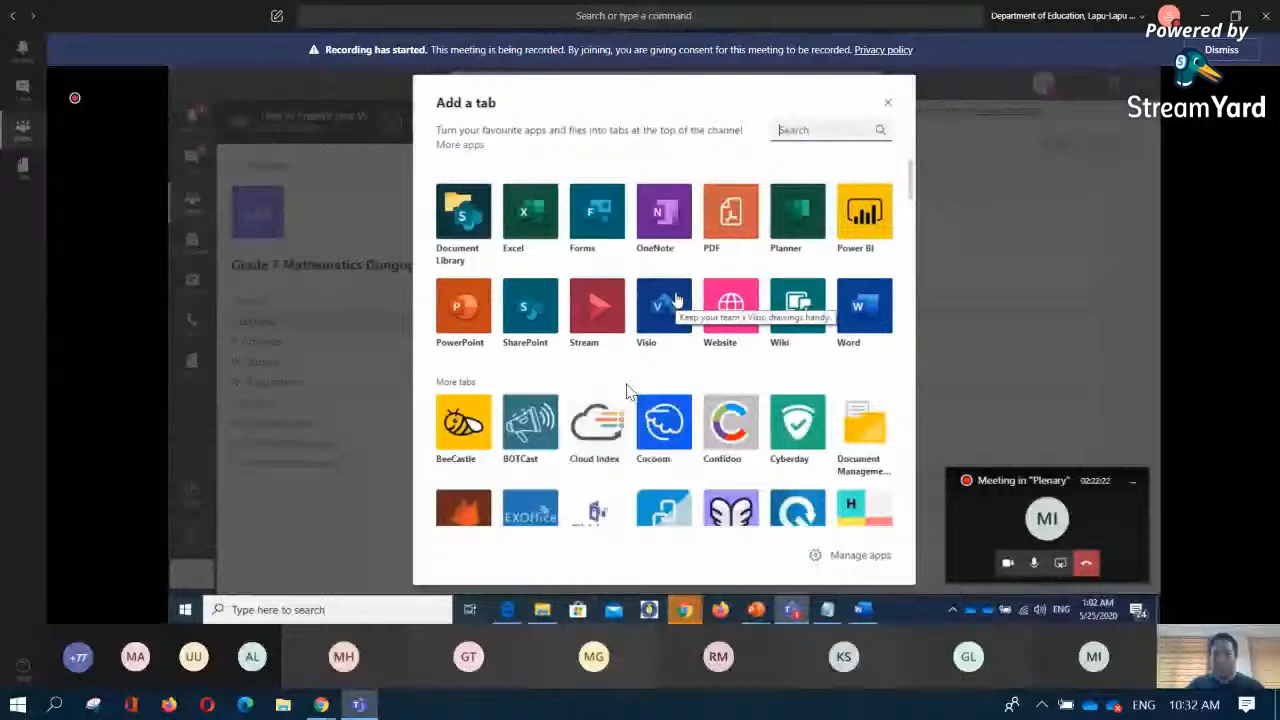 Search or type a command
Department of Education, Lapu-Lapu ...
Powered by
StreamYard
Recording has started. This meeting is being recorded. By joining, you are giving consent for this meeting to be recorded. Privacy policy
Dismiss
Add a tab
Turn your favourite apps and files into tabs at the top of the channel
More apps
Search
Document Library
Excel
Forms
OneNote
PDF
Planner
Power BI
Keep your team's Visio drawings handy.
PowerPoint
SharePoint
Stream
Visio
Website
Wiki
Word
More tabs
BeeCastle
BOTCast
Cloud Index
Cocoom
Confidoo
Cyberday
Document Manageme...
EXOffice
H
Manage apps
Grade 7 Mathematics
Meeting in "Plenary"
02:22:22
MI
Type here to search
ENG
1:02 AM
5/25/2020
24
+77
MA
UU
AL
MH
GT
MG
RM
KS
GL
MI
ENG
10:32 AM